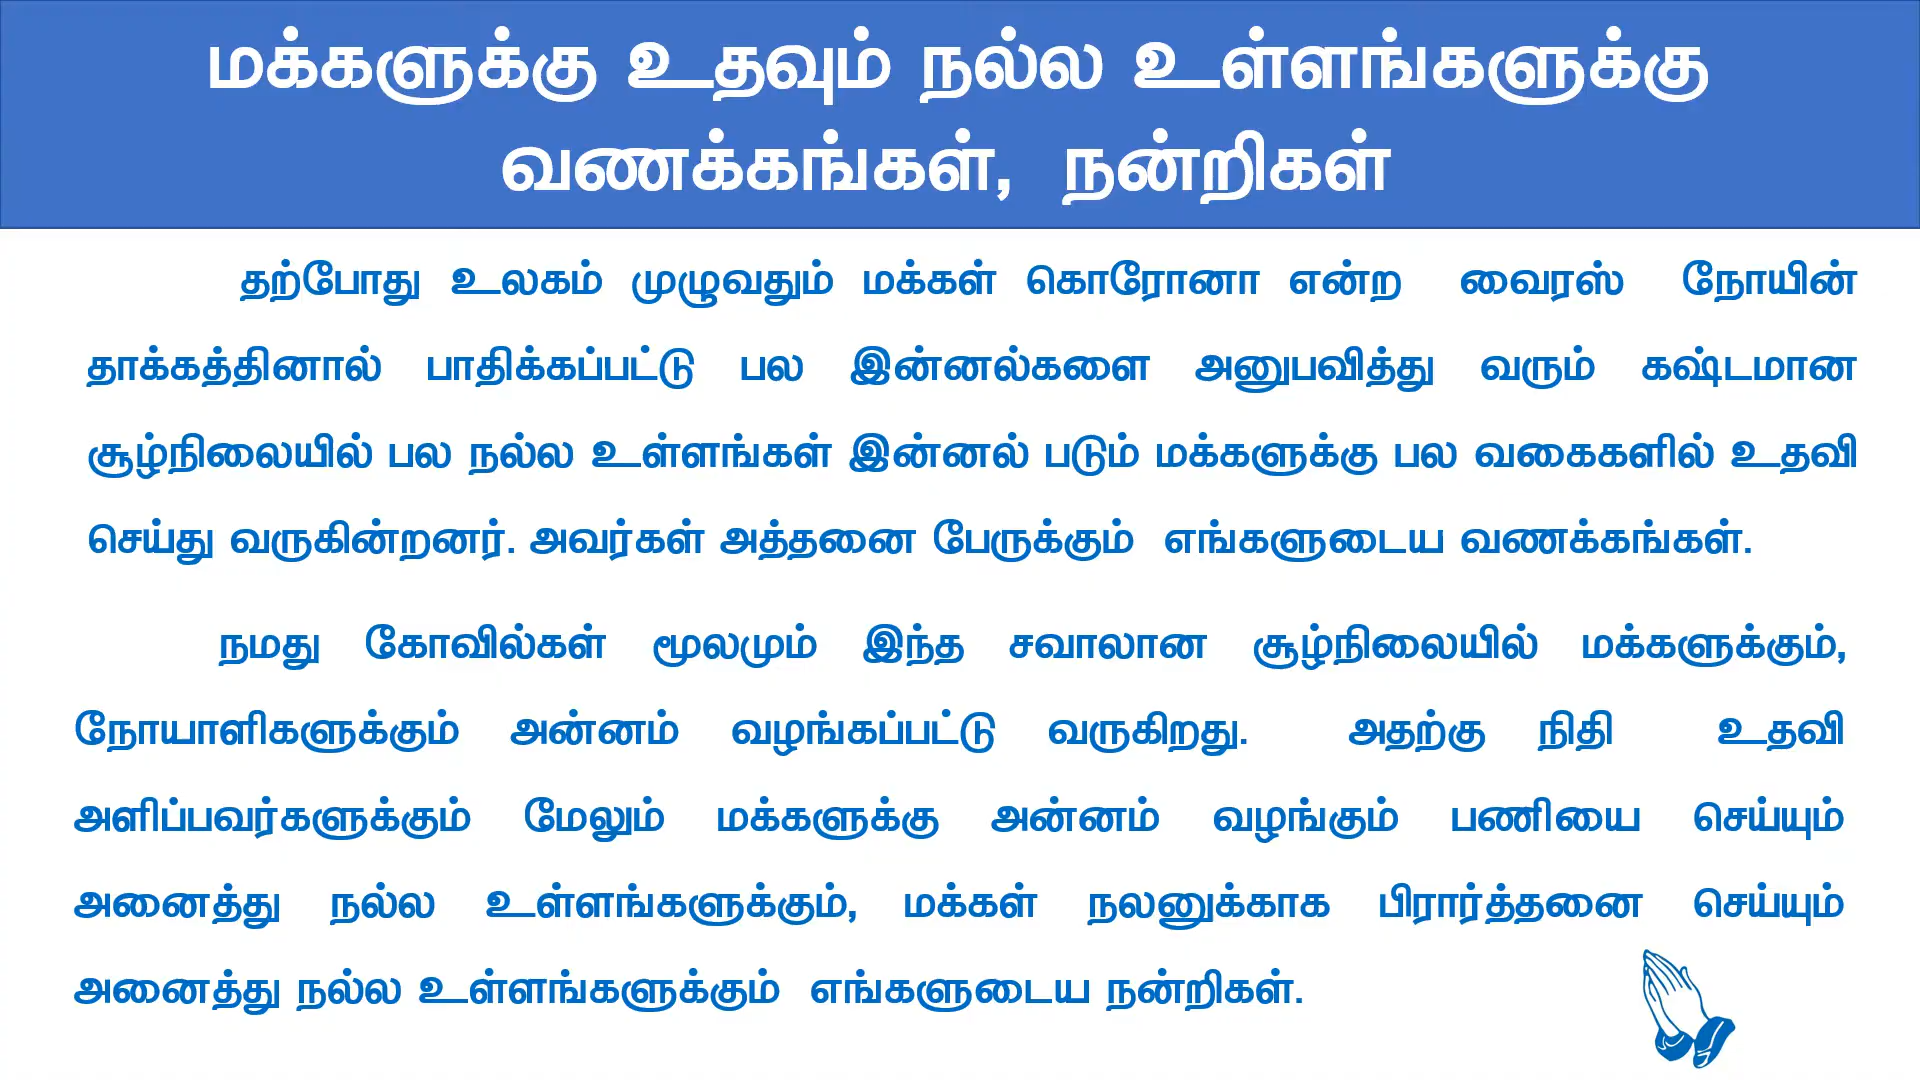 மக்களுக்கு உதவும் நல்ல உள்ளங்களுக்கு
வணக்கங்கள், நன்றிகள்
தற்போது உலகம் முழுவதும் மக்கள் கொரோனா என்ற வைரஸ் நோயின்
தாக்கத்தினால் பாதிக்கப்பட்டு பல இன்னல்களை அனுபவித்து வரும் கஷ்டமான
சூழ்நிலையில் பல நல்ல உள்ளங்கள் இன்னல் படும் மக்களுக்கு பல வகைகளில் உதவி
செய்து வருகின்றனர். அவர்கள் அத்தனை பேருக்கும் எங்களுடைய வணக்கங்கள்.
நமது கோவில்கள் மூலமும் இந்த சவாலான சூழ்நிலையில் மக்களுக்கும்,
நோயாளிகளுக்கும் அன்னம் வழங்கப்பட்டு வருகிறது. அதற்கு நிதி உதவி
அளிப்பவர்களுக்கும் மேலும் மக்களுக்கு அன்னம் வழங்கும் பணியை செய்யும்
அனைத்து நல்ல உள்ளங்களுக்கும், மக்கள் நலனுக்காக பிரார்த்தனை செய்யும்
அனைத்து நல்ல உள்ளங்களுக்கும் எங்களுடைய நன்றிகள்.